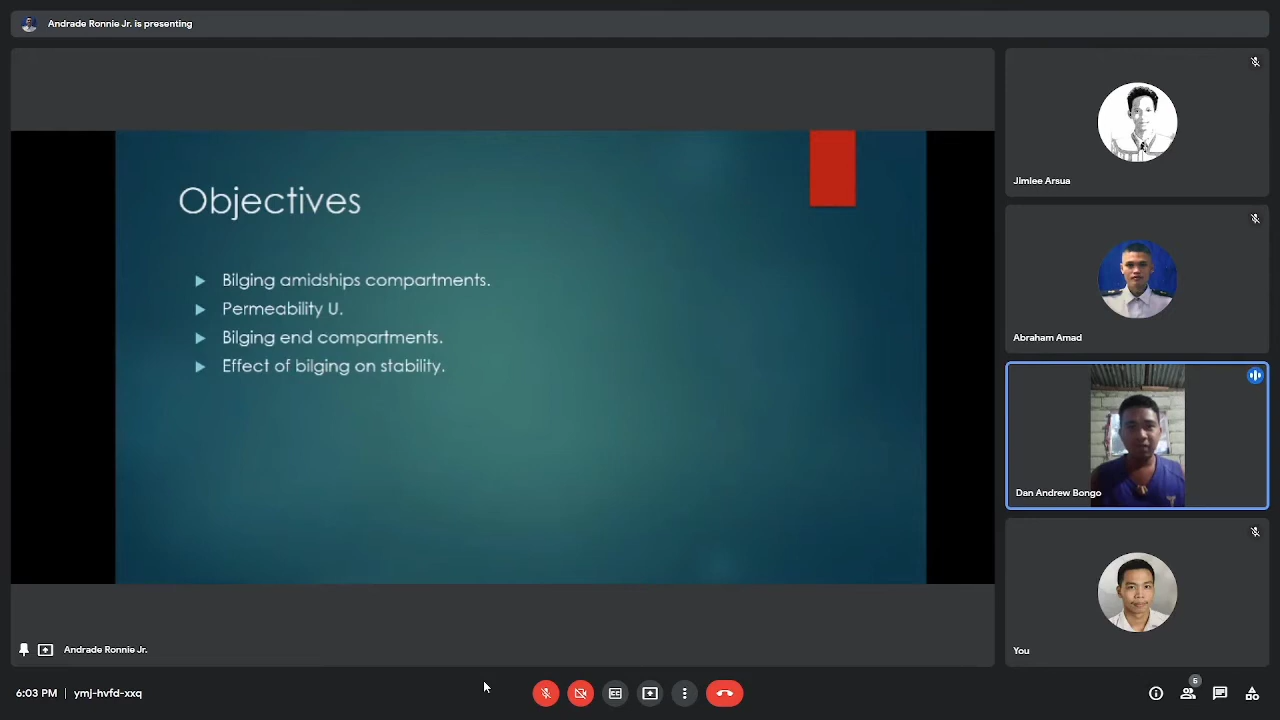 Andrade Ronnie Jr. is presenting
Objectives
Bilging amidships compartments.
Permeability U.
Bilging end compartments.
Effect of bilging on stability.
Jimlee Arsua
Abraham Amad
Dan Andrew Bongo
You
Andrade Ronnie Jr.
6:03 PM | ymj-hvfd-xxq
6